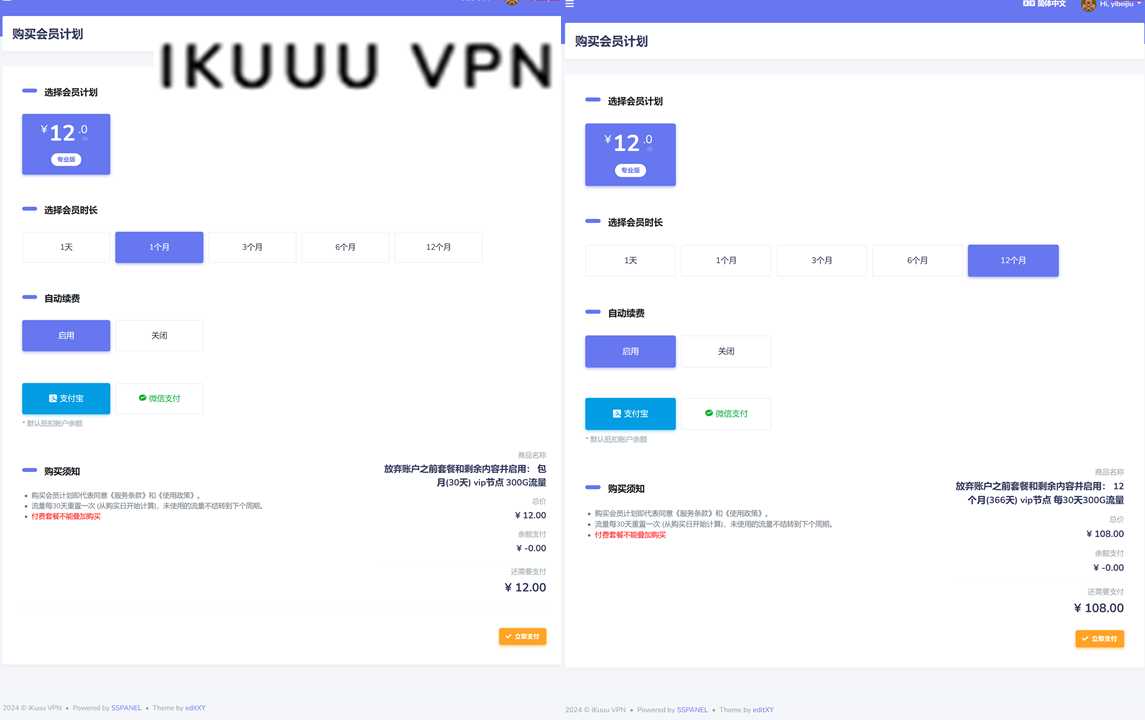 购买会员计划
IKUUU VPN
选择会员计划
¥ 12 .0
专业版
选择会员时长
1天 1个月 3个月 6个月 12个月
自动续费
启用 关闭
支付宝 微信支付
* 默认抵扣账户余额
购买须知
购买会员计划即代表同意《服务条款》和《使用政策》。
流量每30天重置一次 (从购买日开始计算)，未使用的流量不结转到下个周期。
付费套餐不能叠加购买
商品名称
放弃账户之前套餐和剩余内容并启用： 包
月(30天) vip节点 300G流量
总价
¥ 12.00
余额支付
¥ -0.00
还需要支付
¥ 12.00
立即支付
2024 © iKuuu VPN • Powered by SSPANEL • Theme by editXY
简体中文 Hi, yibeijiu
购买会员计划
选择会员计划
¥ 12 .0
专业版
选择会员时长
1天 1个月 3个月 6个月 12个月
自动续费
启用 关闭
支付宝 微信支付
* 默认抵扣账户余额
购买须知
购买会员计划即代表同意《服务条款》和《使用政策》。
流量每30天重置一次 (从购买日开始计算)，未使用的流量不结转到下个周期。
付费套餐不能叠加购买
商品名称
放弃账户之前套餐和剩余内容并启用： 12
个月(366天) vip节点 每30天300G流量
总价
¥ 108.00
余额支付
¥ -0.00
还需要支付
¥ 108.00
立即支付
2024 © iKuuu VPN • Powered by SSPANEL • Theme by editXY